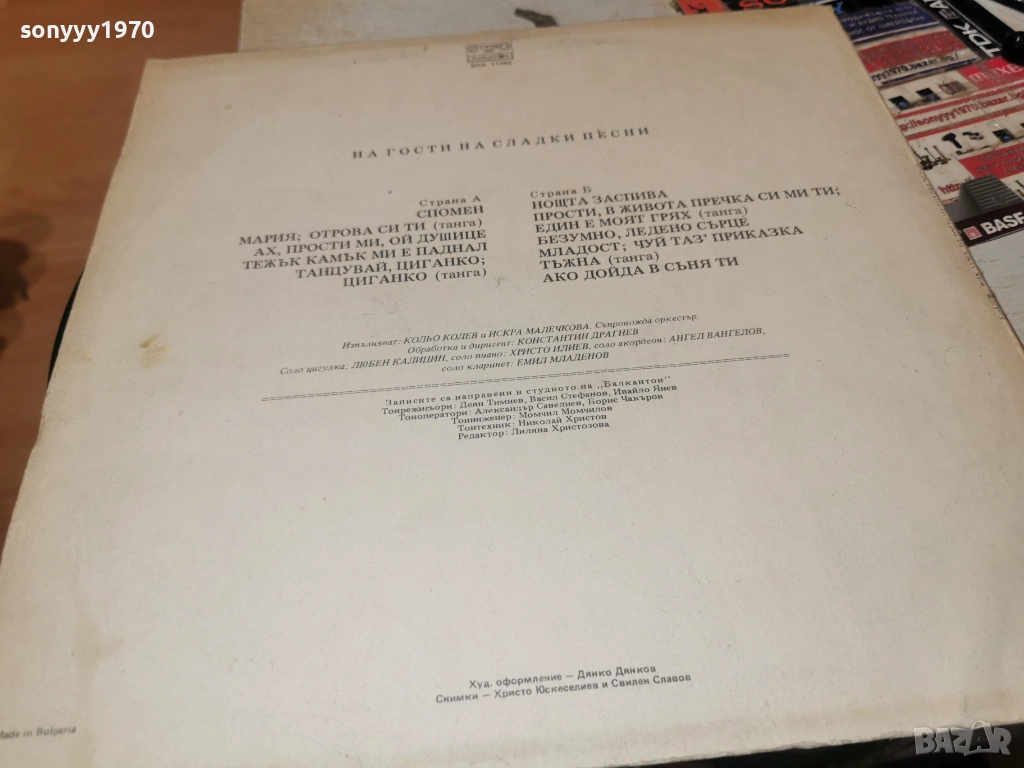 sonyyy1970
НА ГОСТИ НА СЛАДКИ ПЕСНИ
Страна А
СПОМЕН
МАРИЯ; ОТРОВА СИ ТИ (танга)
АХ, ПРОСТИ МИ, ОЙ ДУШИЦЕ
ТЕЖЪК КАМЪК МИ Е ПАДНАЛ
ТАНЦУВАЙ, ЦИГАНКО;
ЦИГАНКО (танга)
Страна Б
НОЩТА ЗАСПИВА
ПРОСТИ, В ЖИВОТА ПРЕЧКА СИ МИ ТИ;
ЕДИН Е МОЯТ ГРЯХ (танга)
БЕЗУМНО, ЛЕДЕНО СЪРЦЕ
МЛАДОСТ; ЧУЙ ТАЗ' ПРИКАЗКА
ТЪЖНА (танга)
АКО ДОЙДА В СЪНЯ ТИ
Изпълняват: КОЛЬО КОЛЕВ и ИСКРА МАЛЕЧКОВА. Съпровожда оркестър.
Обработка и диригент: КОНСТАНТИН ДРАГНЕВ
Соло цигулка: ЛЮБЕН КАЛИЦИН, соло пиано: ХРИСТО ИЛИЕВ, соло акордеон: АНГЕЛ ВАНГЕЛОВ,
соло кларинет: ЕМИЛ МЛАДЕНОВ
Записите са направени в студиото на „Балкантон"
Тонрежисьори: Деян Тимнев, Васил Стефанов, Ивайло Янев
Тоноператори: Александър Савелиев, Борис Чакъров
Тонинженер: Момчил Момчилов
Тонтехник: Николай Христов
Редактор: Лиляна Христозова
Худ. оформление — Дянко Дянков
Снимки — Христо Юскеселиев и Свилен Славов
Made in Bulgaria
TDK
BASF
BAZAR